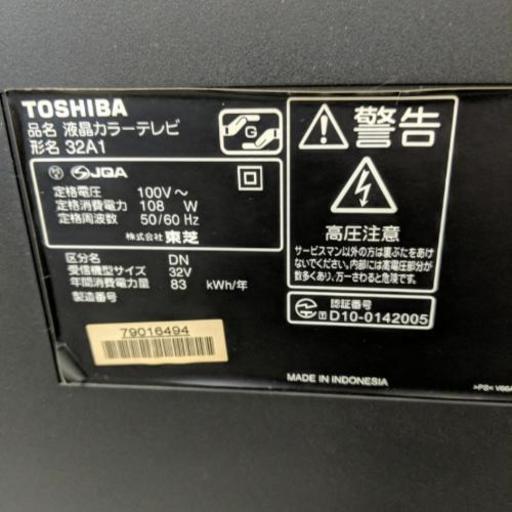 TOSHIBA
品名 液晶カラーテレビ
形名 32A1
G
JQA
定格電圧 100V～
定格消費電力 108 W
定格周波数 50/60 Hz
株式会社 東芝
区分名 DN
受信機型サイズ 32V
年間消費電力量 83 kWh/年
製造番号
79016494
警告
高圧注意
サービスマン以外の方は裏ぶたをあけ
ないでください。内部には高電圧部分が
数多くあり、万一さわると危険です。
認証番号
D10-0142005
MADE IN INDONESIA